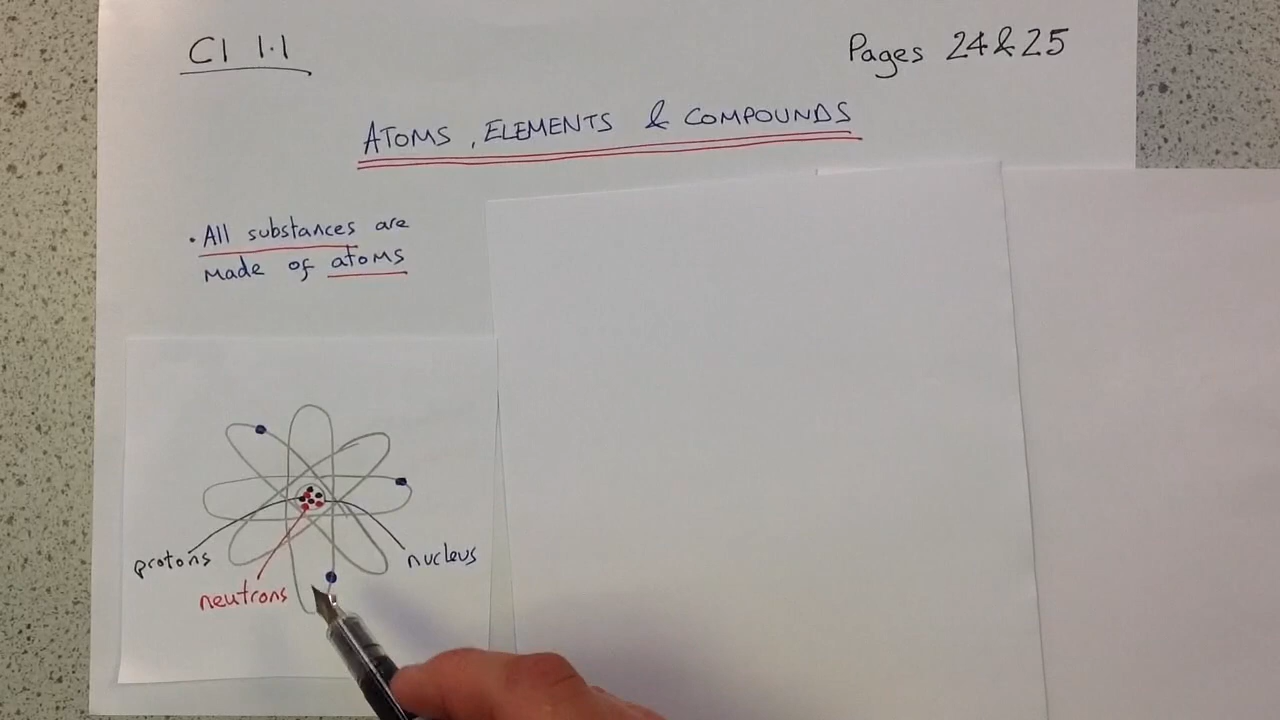 C1 1.1
Pages 24 & 25
ATOMS, ELEMENTS & COMPOUNDS
• All substances are
made of atoms
protons
nucleus
neutrons